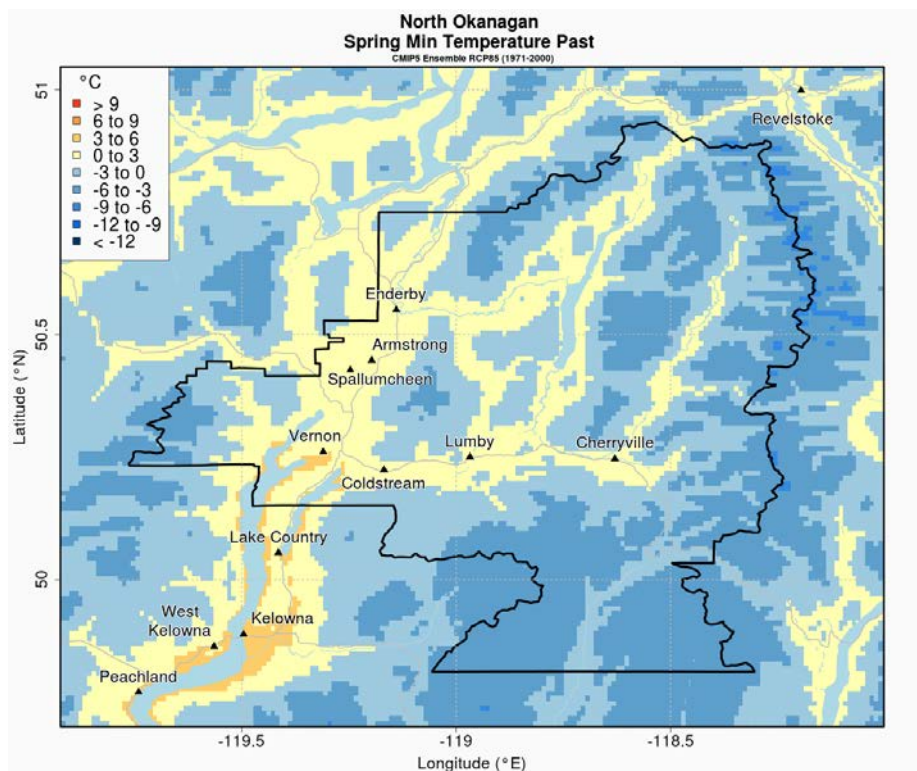 North Okanagan
Spring Min Temperature Past
CMIP5 Ensemble RCP85 (1971-2000)
°C
> 9
6 to 9
3 to 6
0 to 3
-3 to 0
-6 to -3
-9 to -6
-12 to -9
< -12
51
Revelstoke
Enderby
50.5
Armstrong
Spallumcheen
Vernon
Lumby
Cherryville
Coldstream
Lake Country
50
West
Kelowna
Kelowna
Peachland
Latitude (°N)
-119.5
-119
-118.5
Longitude (°E)